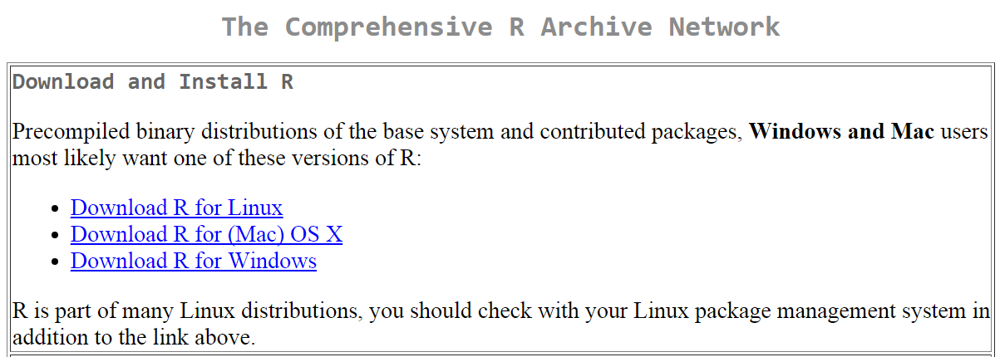 The Comprehensive R Archive Network
Download and Install R
Precompiled binary distributions of the base system and contributed packages, Windows and Mac users
most likely want one of these versions of R:
• Download R for Linux
• Download R for (Mac) OS X
• Download R for Windows
R is part of many Linux distributions, you should check with your Linux package management system in
addition to the link above.